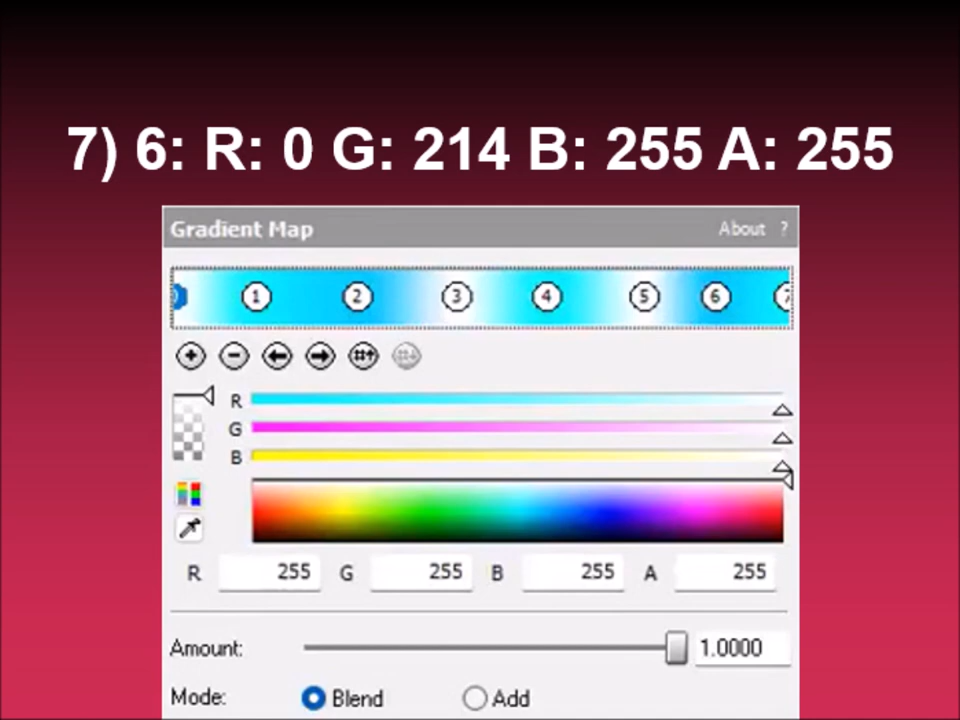 7) 6: R: 0 G: 214 B: 255 A: 255
Gradient Map About ?
1 2 3 4 5 6 7
R
G
B
R 255 G 255 B 255 A 255
Amount: 1.0000
Mode: Blend Add